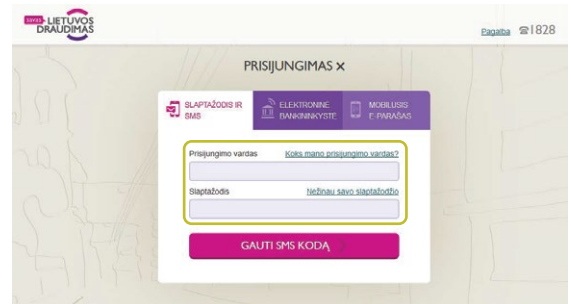 LIETUVOS
DRAUDIMAS
Pagalba 1828
PRISIJUNGIMAS x
SLAPTAŽODIS IR
SMS
ELEKTRONINĖ
BANKININKYSTĖ
MOBILUSIS
E-PARAŠAS
Prisijungimo vardas Koks mano prisijungimo vardas?
Slaptažodis Nežinau savo slaptažodžio
GAUTI SMS KODĄ